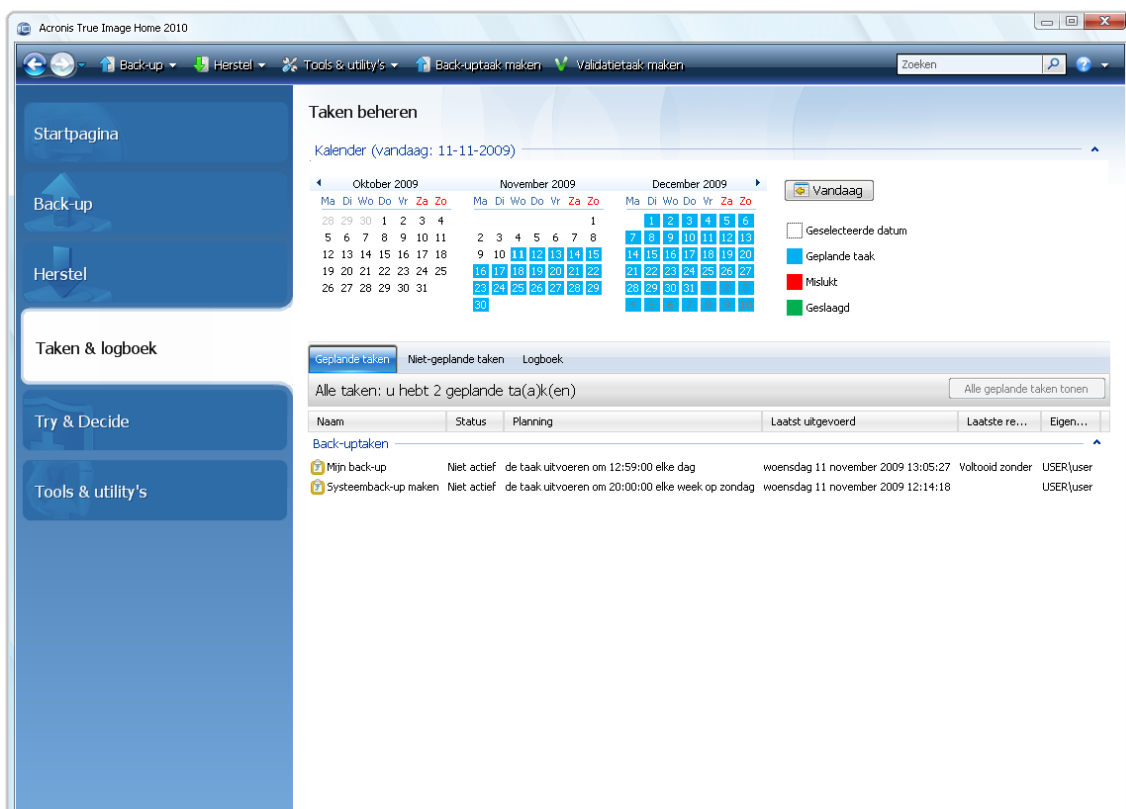 Acronis True Image Home 2010
Back-up Herstel Tools & utility's Back-uptaak maken Validatietaak maken Zoeken
Startpagina
Back-up
Herstel
Taken & logboek
Try & Decide
Tools & utility's
Taken beheren
Kalender (vandaag: 11-11-2009)
Oktober 2009
Ma Di Wo Do Vr Za Zo
28 29 30 1 2 3 4
5 6 7 8 9 10 11
12 13 14 15 16 17 18
19 20 21 22 23 24 25
26 27 28 29 30 31
November 2009
Ma Di Wo Do Vr Za Zo
1
2 3 4 5 6 7 8
9 10 11 12 13 14 15
16 17 18 19 20 21 22
23 24 25 26 27 28 29
30
December 2009
Ma Di Wo Do Vr Za Zo
1 2 3 4 5 6
7 8 9 10 11 12 13
14 15 16 17 18 19 20
21 22 23 24 25 26 27
28 29 30 31
Vandaag
Geselecteerde datum
Geplande taak
Mislukt
Geslaagd
Geplande taken Niet-geplande taken Logboek
Alle taken: u hebt 2 geplande ta(a)k(en) Alle geplande taken tonen
Naam Status Planning Laatst uitgevoerd Laatste re... Eigen...
Back-uptaken
Mijn back-up Niet actief de taak uitvoeren om 12:59:00 elke dag woensdag 11 november 2009 13:05:27 Voltooid zonder USER\user
Systeemback-up maken Niet actief de taak uitvoeren om 20:00:00 elke week op zondag woensdag 11 november 2009 12:14:18 USER\user